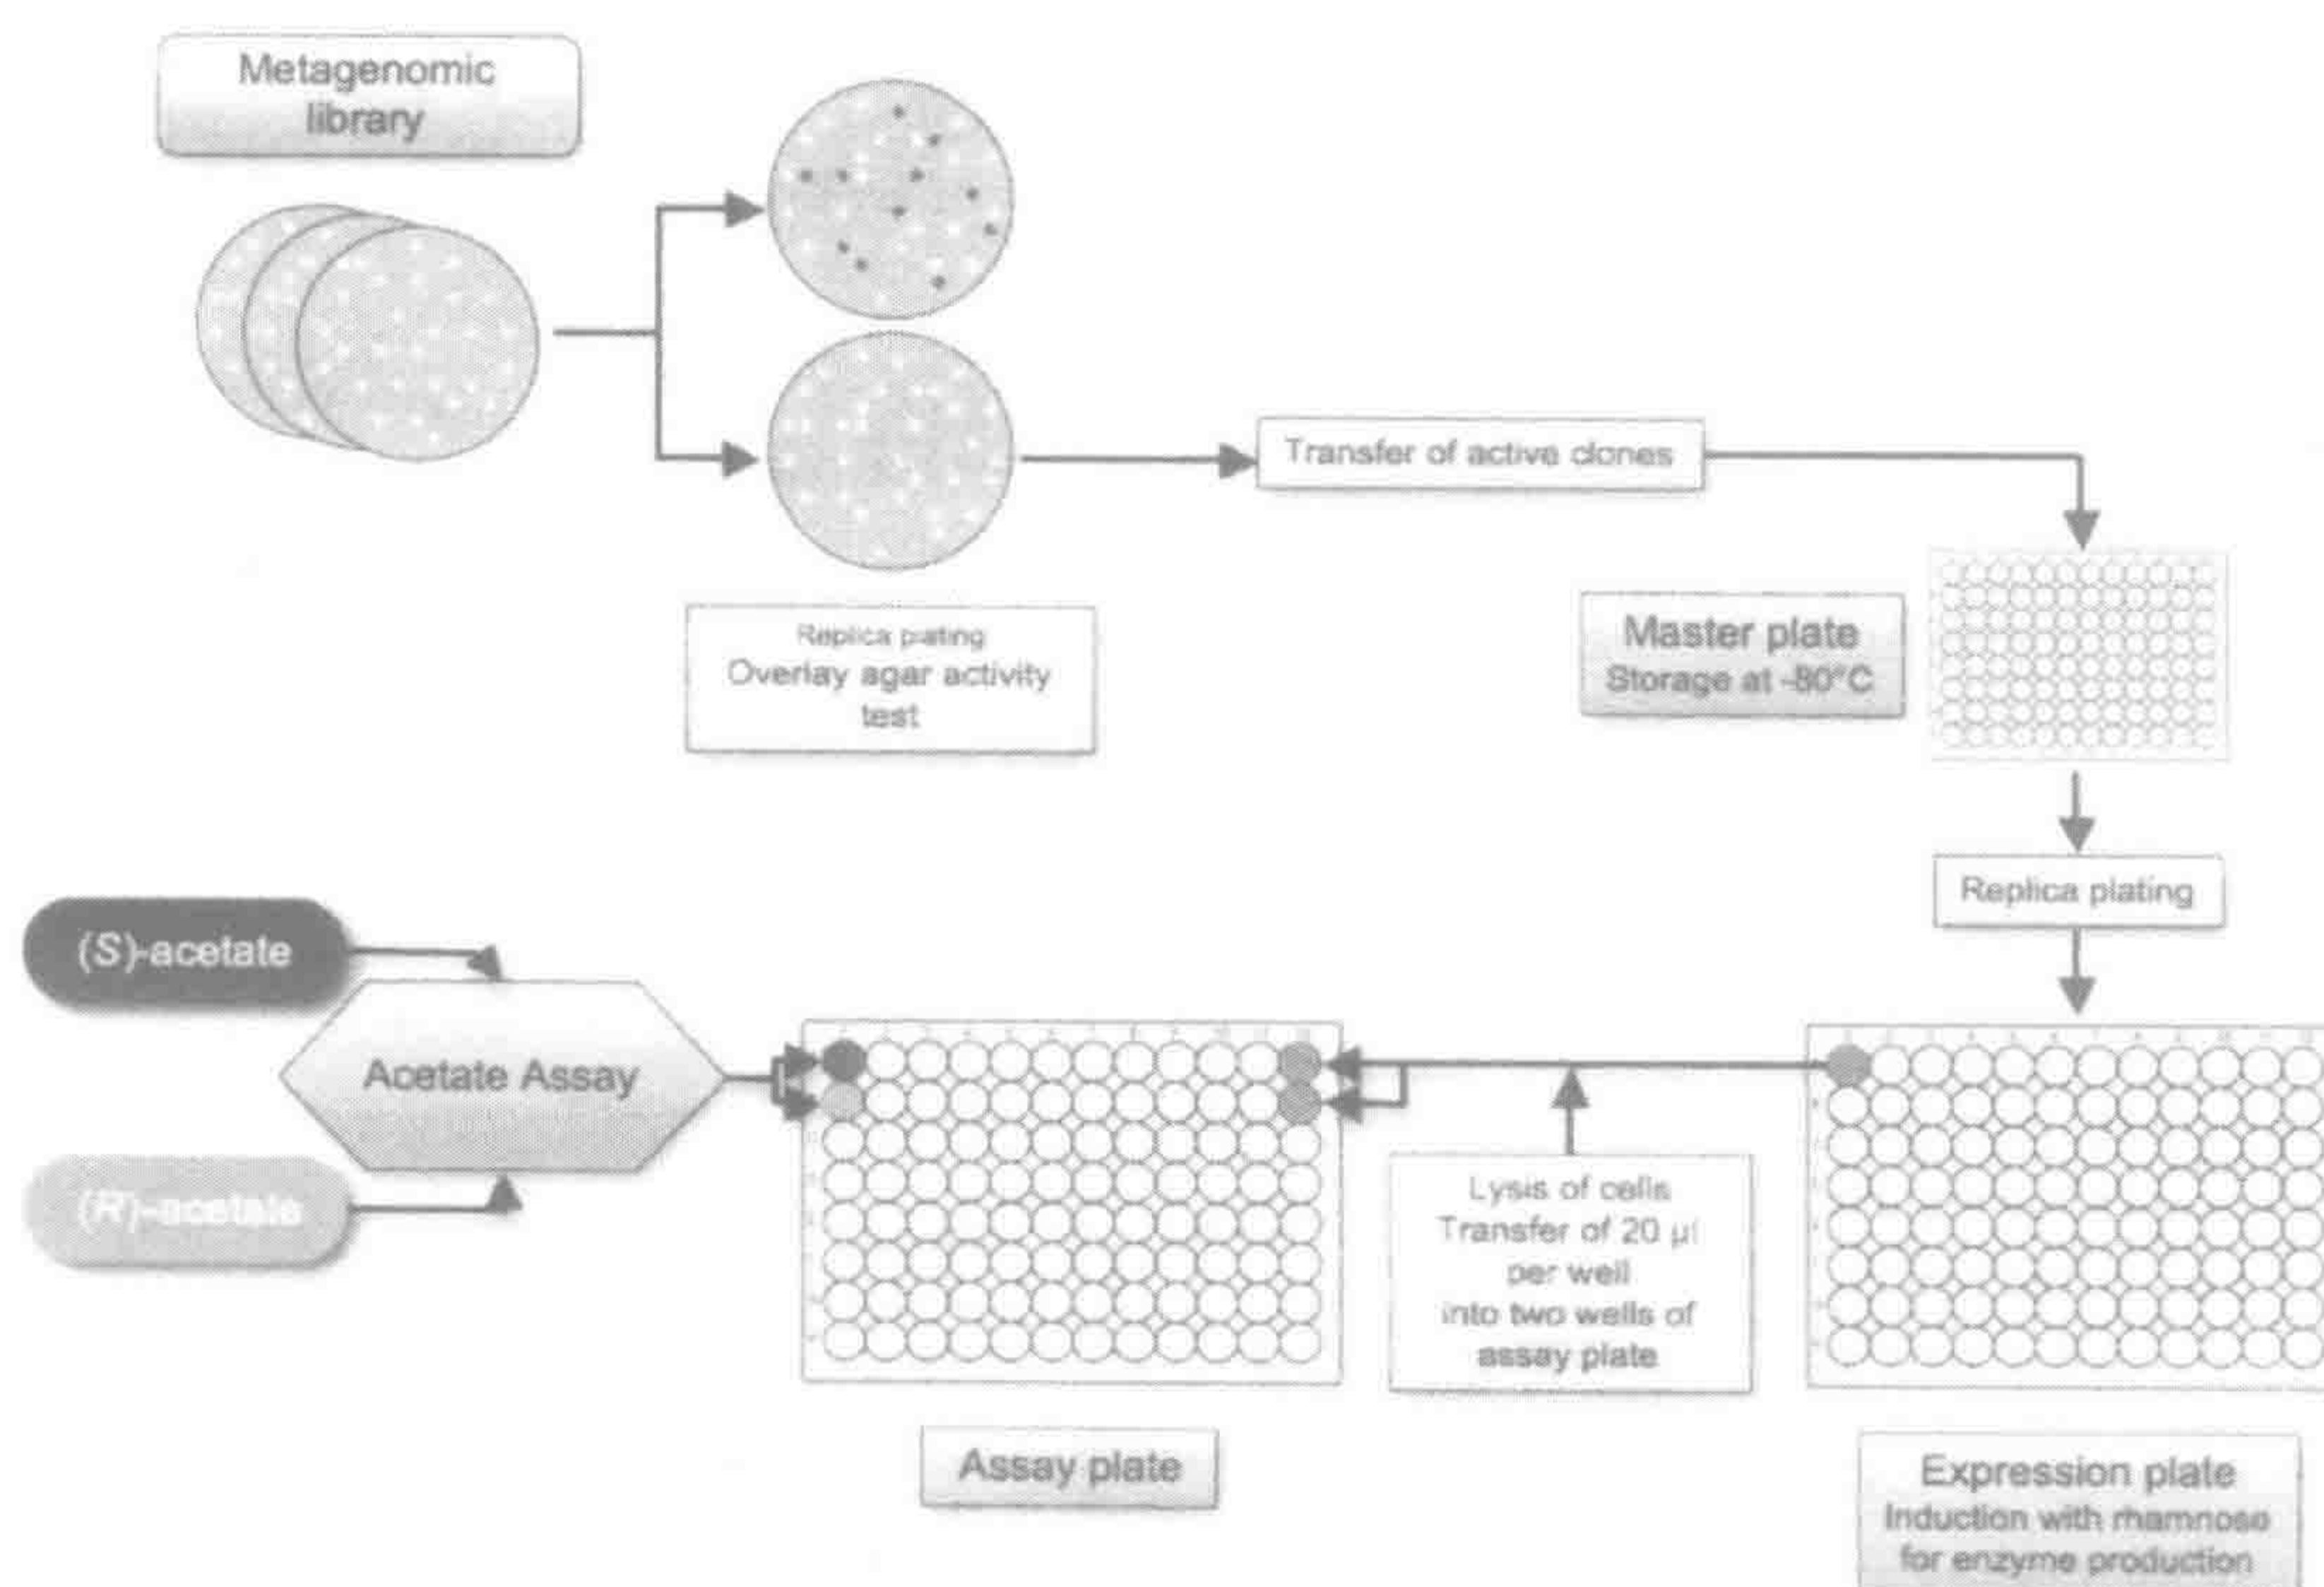 Metagenomic
library
Replica plating
Overlay agar activity
test
Transfer of active clones
Master plate
Storage at -80°C
Replica plating
(S)-acetate
Acetate Assay
(R)-acetate
Lysis of cells
Transfer of 20 µl
per well
into two wells of
assay plate
Assay plate
Expression plate
Induction with rhamnose
for enzyme production